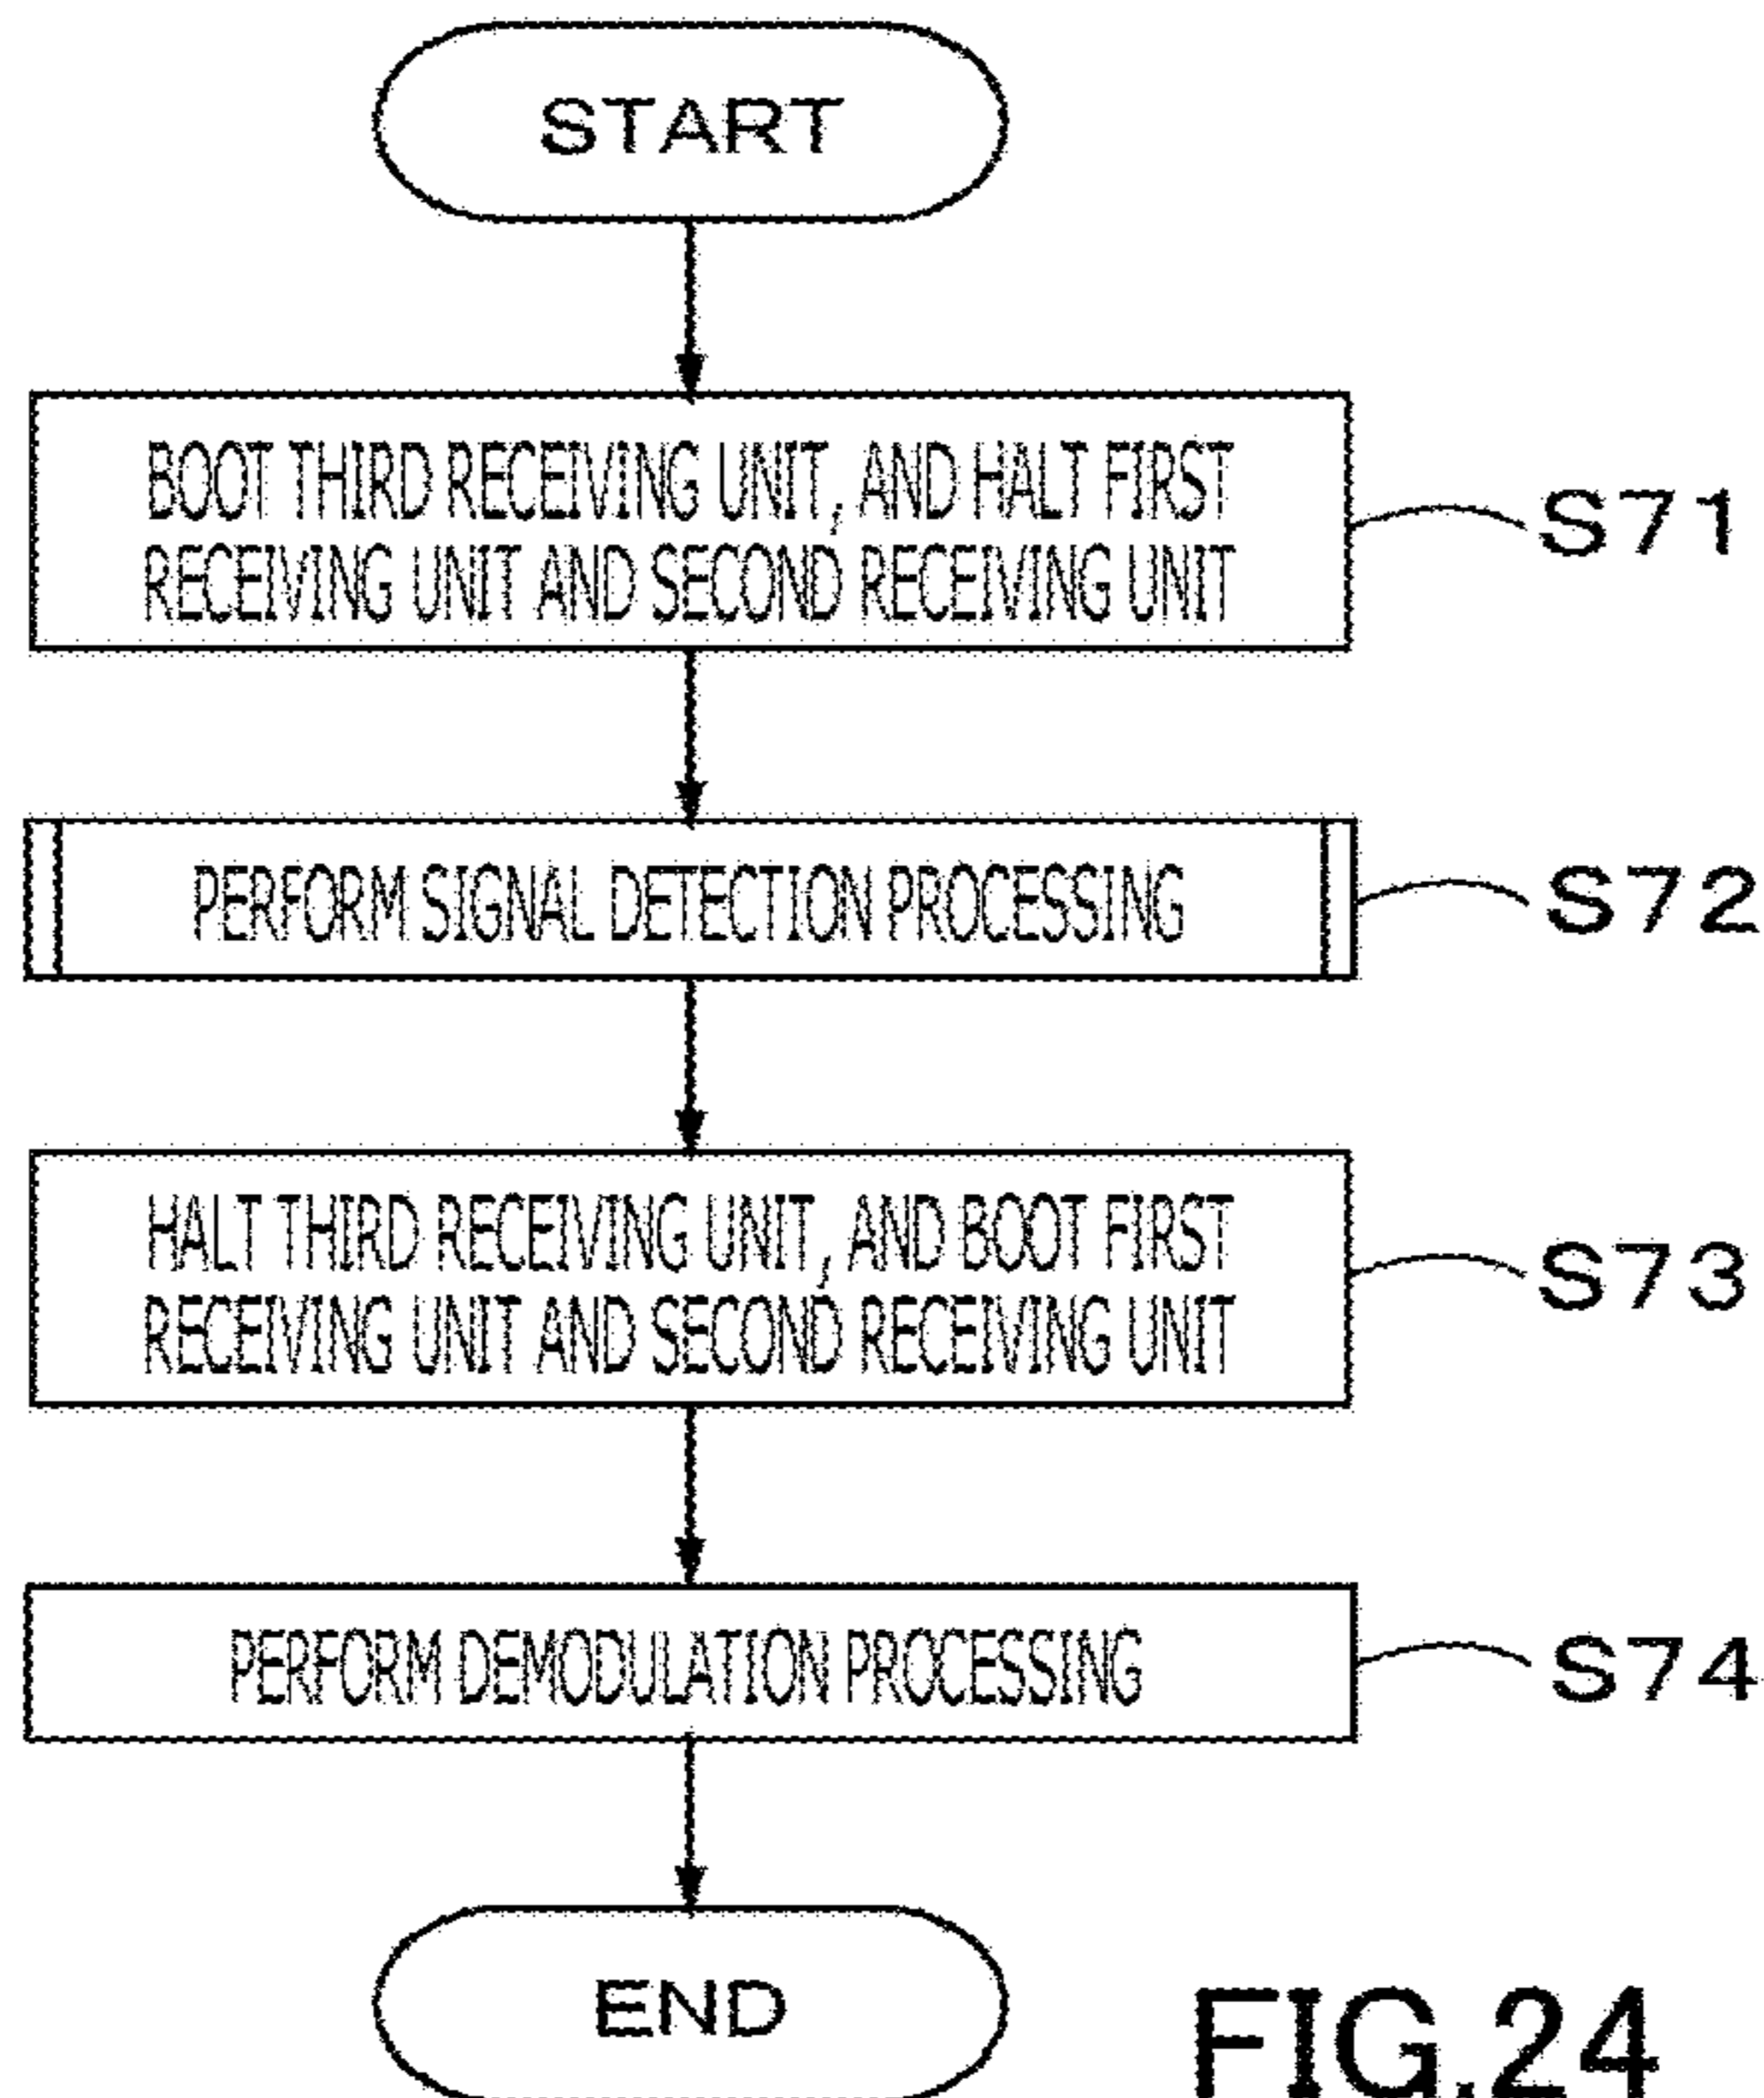 START
BOOT THIRD RECEIVING UNIT, AND HALT FIRST
RECEIVING UNIT AND SECOND RECEIVING UNIT
S71
PERFORM SIGNAL DETECTION PROCESSING
S72
HALT THIRD RECEIVING UNIT, AND BOOT FIRST
RECEIVING UNIT AND SECOND RECEIVING UNIT
S73
PERFORM DEMODULATION PROCESSING
S74
END
FIG.24